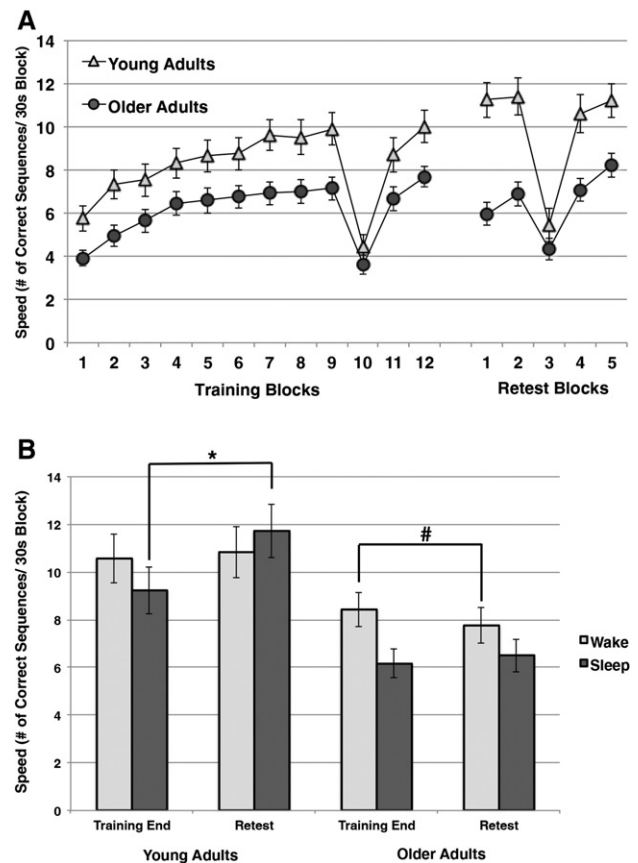 A
14
12
10
8
6
4
2
0
Speed (# of Correct Sequences/ 30s Block)
Young Adults
Older Adults
1 2 3 4 5 6 7 8 9 10 11 12 1 2 3 4 5
Training Blocks Retest Blocks
B
14
12
10
8
6
4
2
0
Speed (# of Correct Sequences/ 30s Block)
*
#
Wake
Sleep
Training End Retest Training End Retest
Young Adults Older Adults